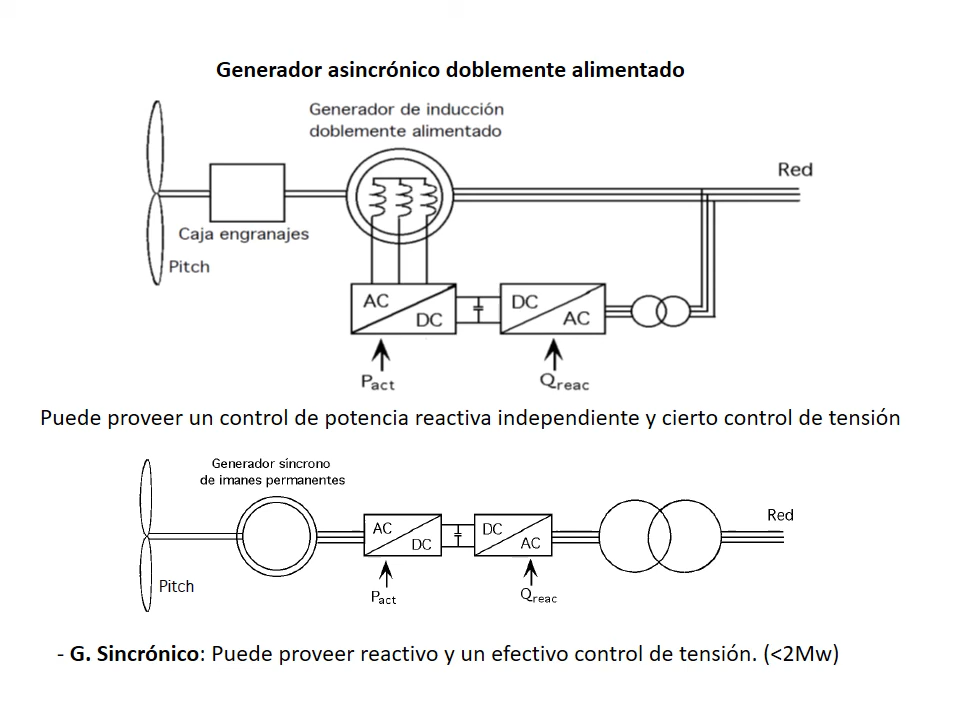 Generador asincrónico doblemente alimentado
Generador de inducción
doblemente alimentado
Red
Caja engranajes
Pitch
AC
DC
DC
AC
Pact
Qreac
Puede proveer un control de potencia reactiva independiente y cierto control de tensión
Generador síncrono
de imanes permanentes
Red
AC
DC
DC
AC
Pitch
Pact
Qreac
- G. Sincrónico: Puede proveer reactivo y un efectivo control de tensión. (<2Mw)